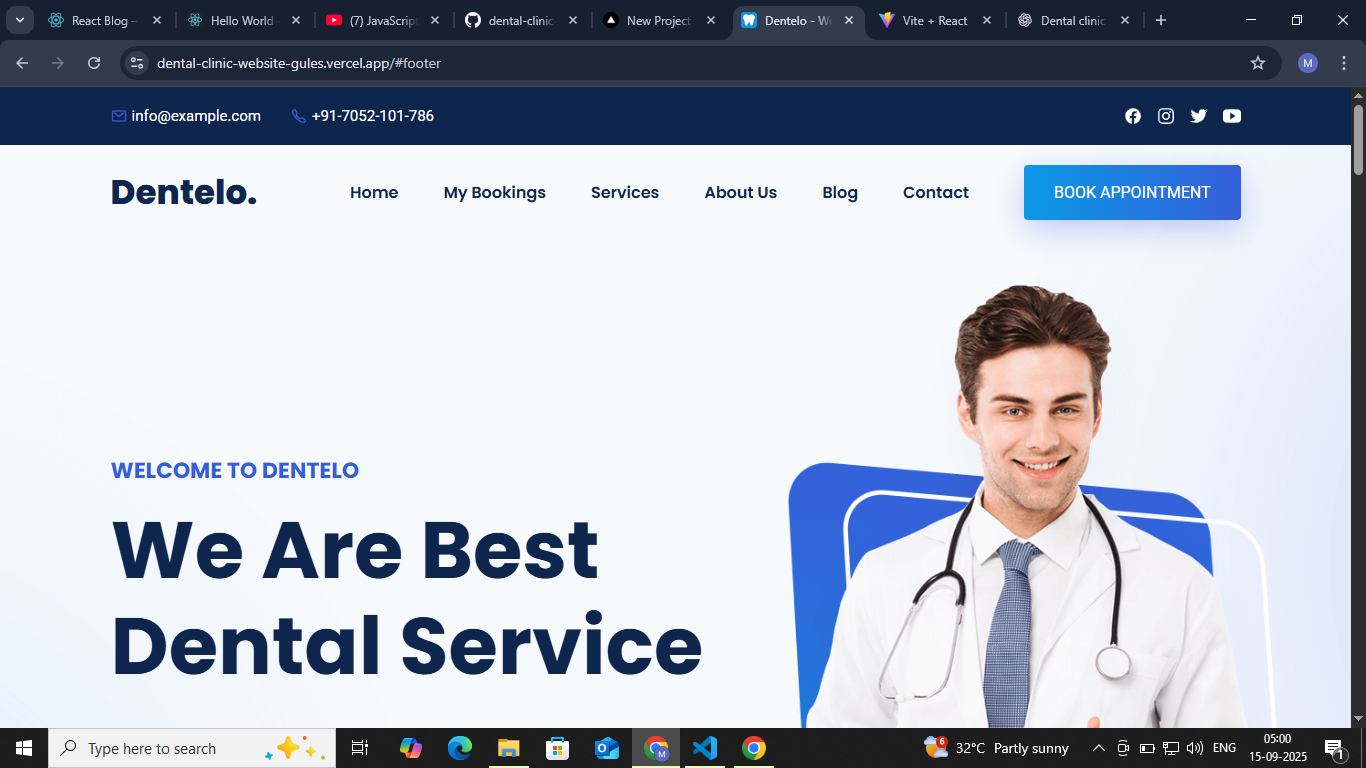 React Blog –
Hello World
(7) JavaScript
dental-clinic-
New Project
Dentelo - We
Vite + React
Dental clinic
dental-clinic-website-gules.vercel.app/#footer
M
info@example.com
+91-7052-101-786
Dentelo.
Home
My Bookings
Services
About Us
Blog
Contact
BOOK APPOINTMENT
WELCOME TO DENTELO
We Are Best
Dental Service
Type here to search
6
32°C Partly sunny
ENG
05:00
15-09-2025
1